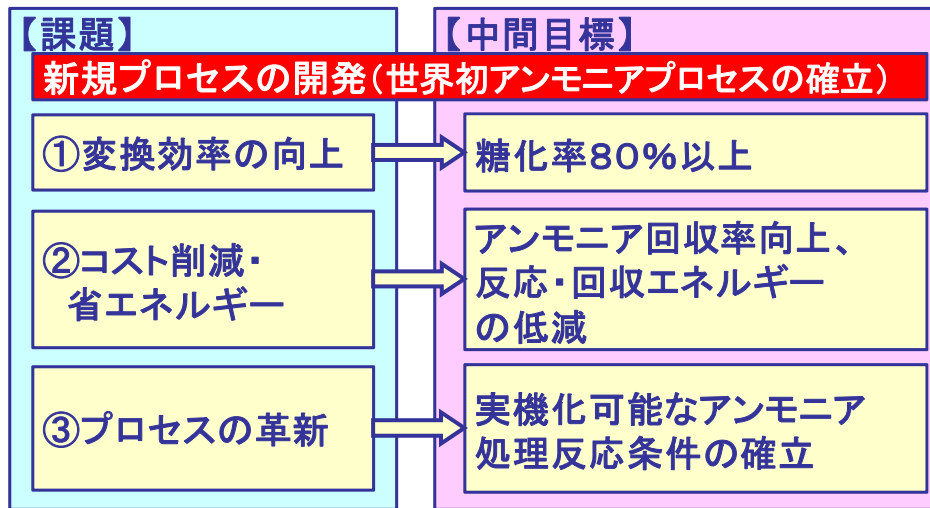 【課題】
【中間目標】
新規プロセスの開発(世界初アンモニアプロセスの確立)
①変換効率の向上
糖化率80%以上
②コスト削減・
省エネルギー
アンモニア回収率向上、
反応・回収エネルギー
の低減
③プロセスの革新
実機化可能なアンモニア
処理反応条件の確立